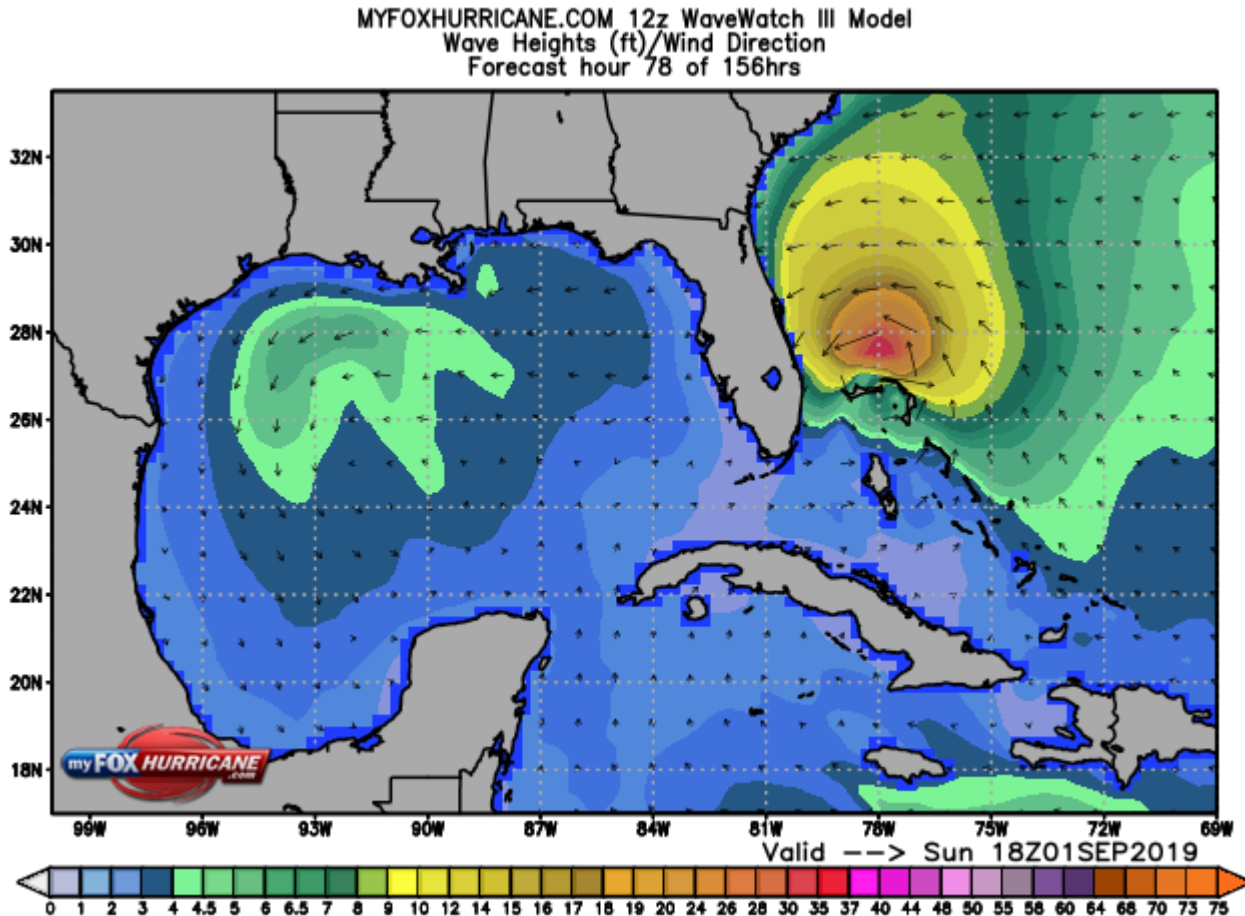 MYFOXHURRICANE.COM 12z WaveWatch III Model
Wave Heights (ft)/Wind Direction
Forecast hour 78 of 156hrs
32N
30N
28N
26N
24N
22N
20N
18N
my FOX HURRICANE .com
99W 96W 93W 90W 87W 84W 81W 78W 75W 72W 69W
Valid --> Sun 18Z01SEP2019
0 1 2 3 4 4.5 5 6 6.5 7 8 9 10 12 14 15 16 17 18 19 20 24 26 28 30 35 37 40 44 48 50 55 58 60 64 68 70 73 75